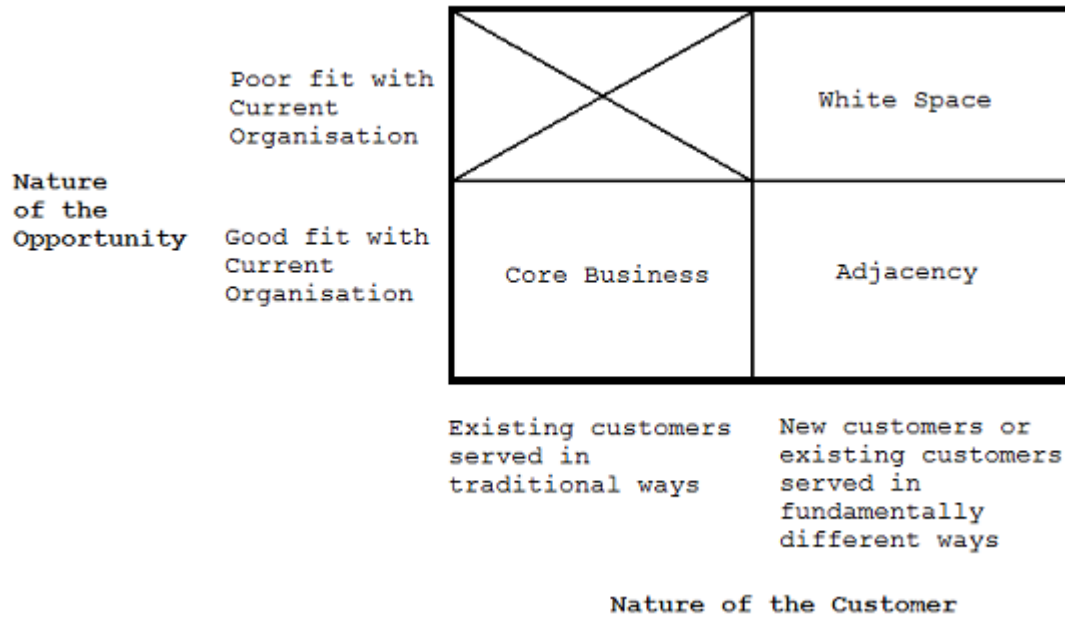 Poor fit with
Current
Organisation
White Space
Nature
of the
Opportunity
Good fit with
Current
Organisation
Core Business
Adjacency
Existing customers
served in
traditional ways
New customers or
existing customers
served in
fundamentally
different ways
Nature of the Customer